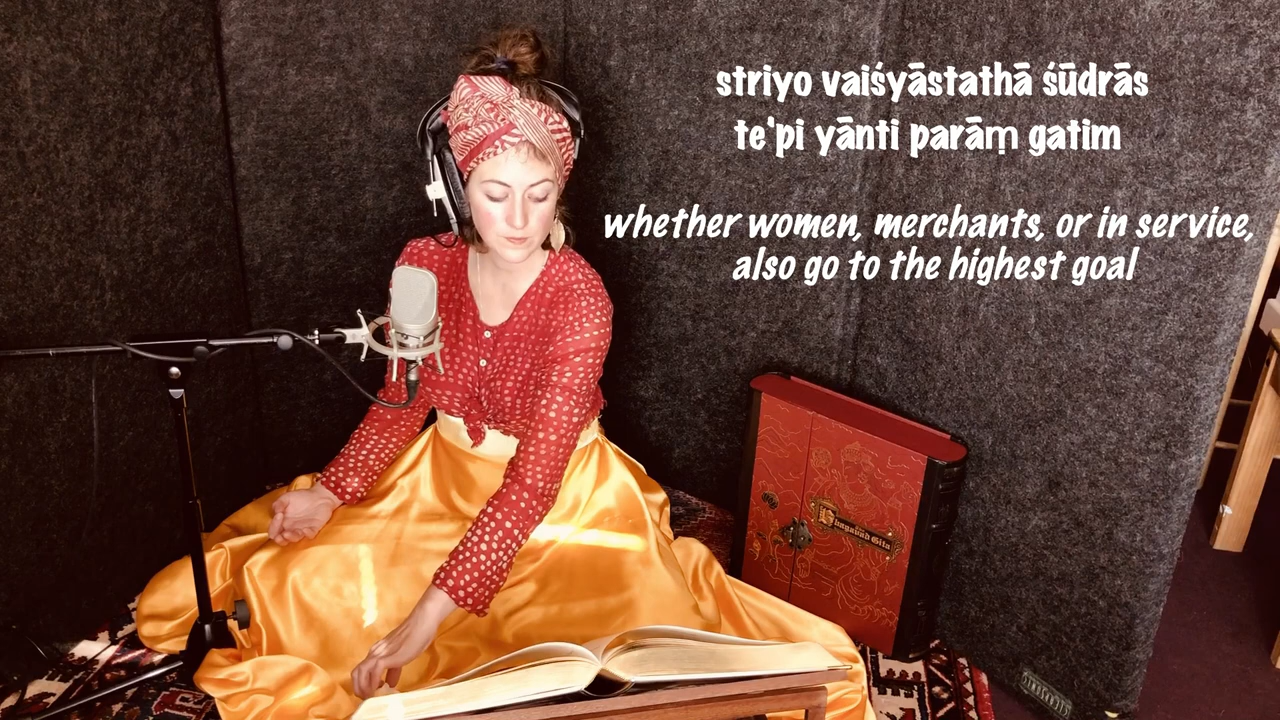 striyo vaiśyāstathā śūdrās
te'pi yānti parāṃ gatim
whether women, merchants, or in service,
also go to the highest goal
Bhagavad Gita